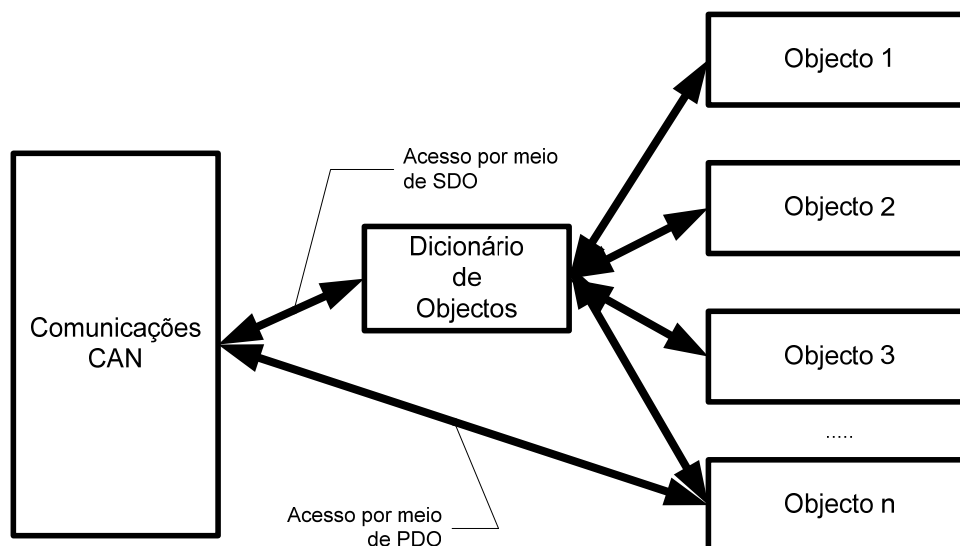 Comunicações
CAN
Acesso por meio
de SDO
Dicionário
de
Objectos
Acesso por meio
de PDO
Objecto 1
Objecto 2
Objecto 3
.....
Objecto n